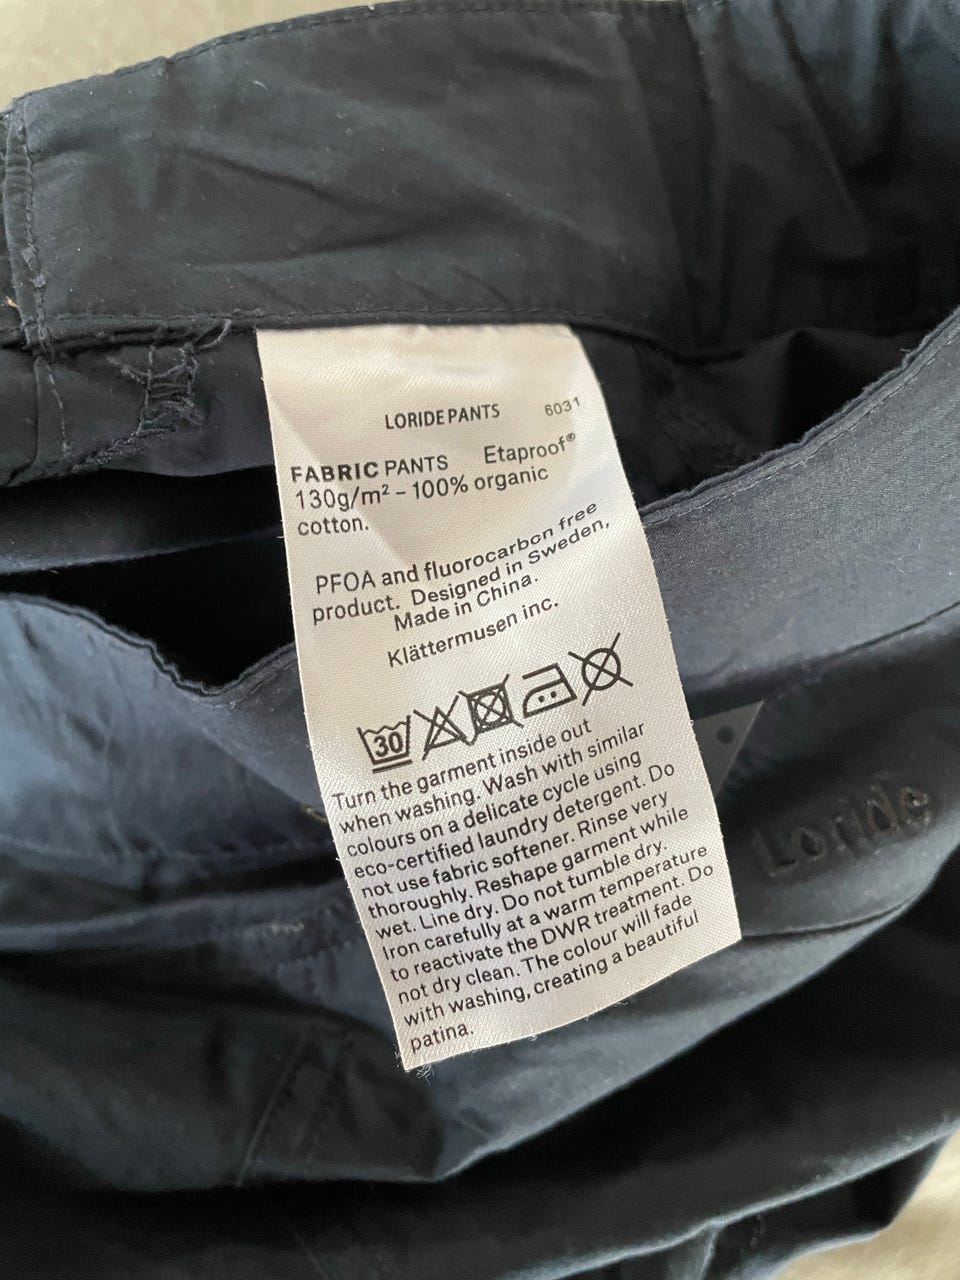 LORIDE PANTS 6031
FABRIC PANTS Etaproof®
130g/m² – 100% organic
cotton.
PFOA and fluorocarbon free
product. Designed in Sweden,
Made in China.
Klättermusen inc.
30
Turn the garment inside out
when washing. Wash with similar
colours on a delicate cycle using
eco-certified laundry detergent. Do
not use fabric softener. Rinse very
thoroughly. Reshape garment while
wet. Line dry. Do not tumble dry.
Iron carefully at a warm temperature
to reactivate the DWR treatment. Do
not dry clean. The colour will fade
with washing, creating a beautiful
patina.
Loride